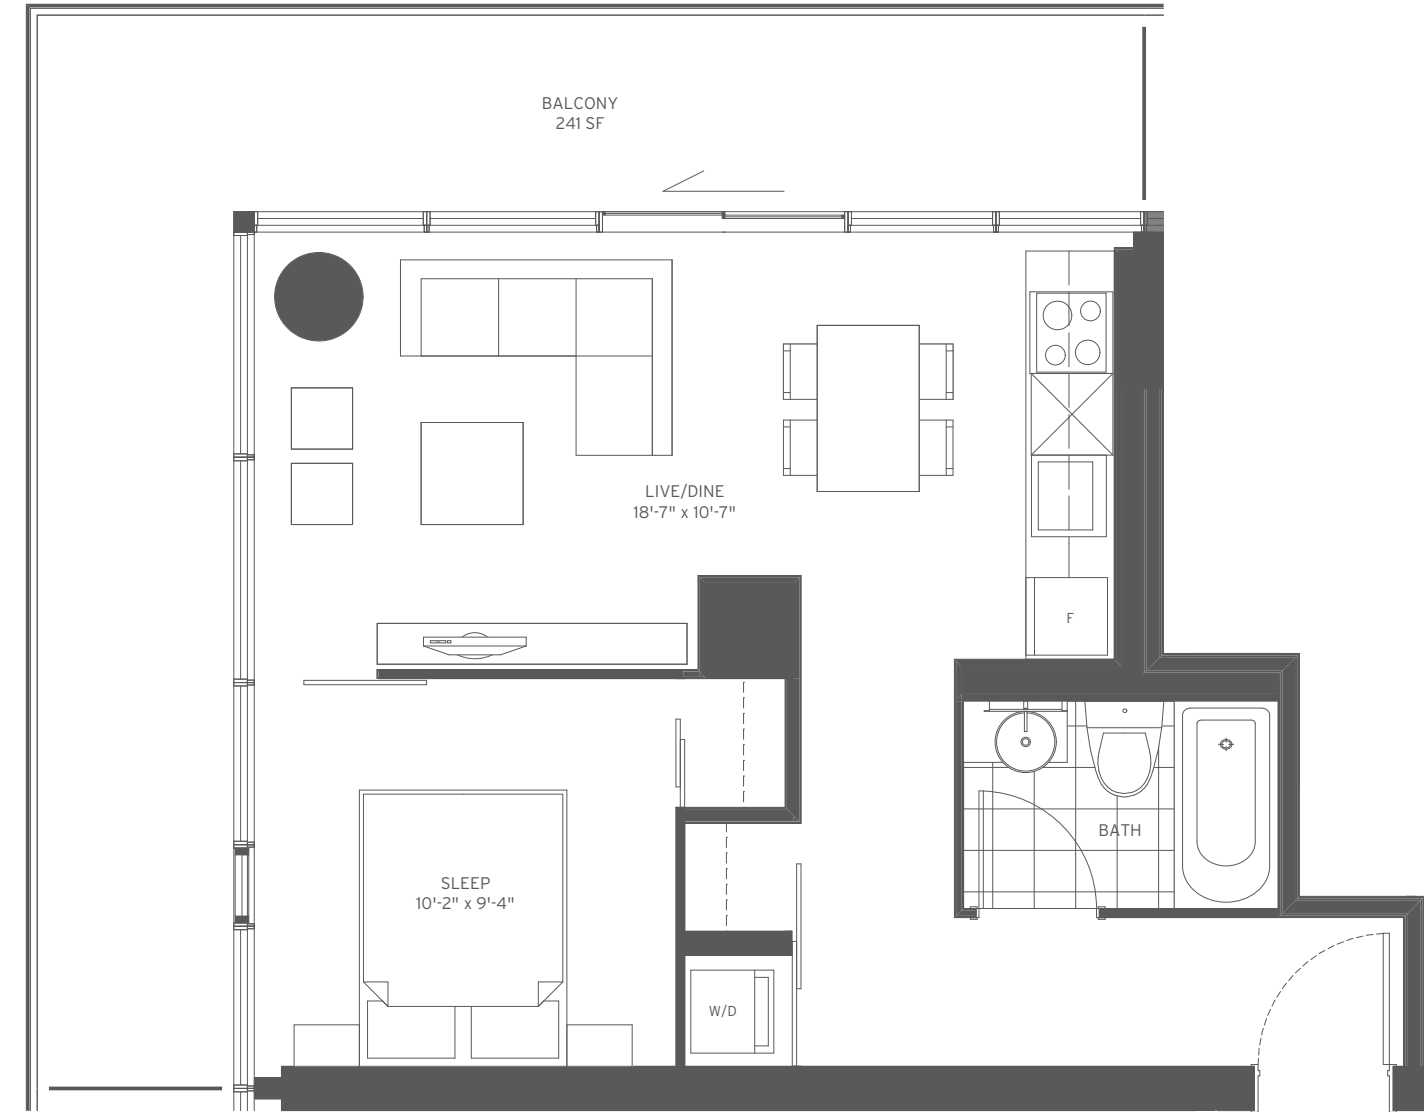 BALCONY
241 SF
LIVE/DINE
18'-7" x 10'-7"
F
BATH
SLEEP
10'-2" x 9'-4"
W/D